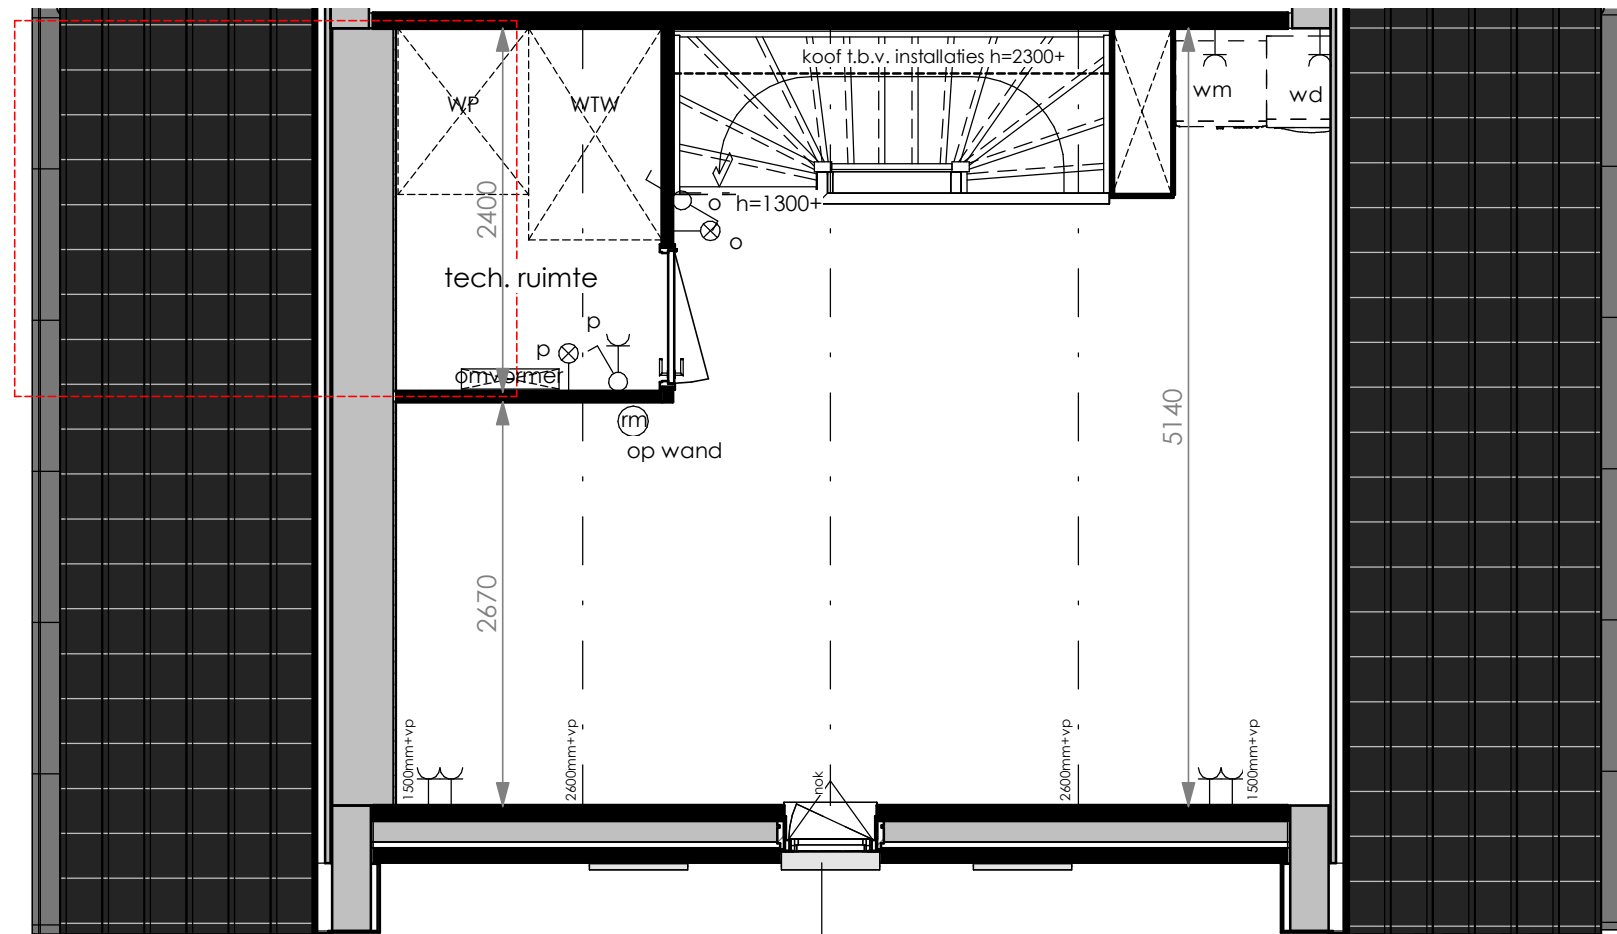 koof t.b.v. installaties h=2300+
WP
WTW
wm
wd
2400
o
h=1300+
o
tech. ruimte
p
p
omvormer
rm
op wand
5140
2670
1500mm+vp
2600mm+vp
nok
2600mm+vp
1500mm+vp